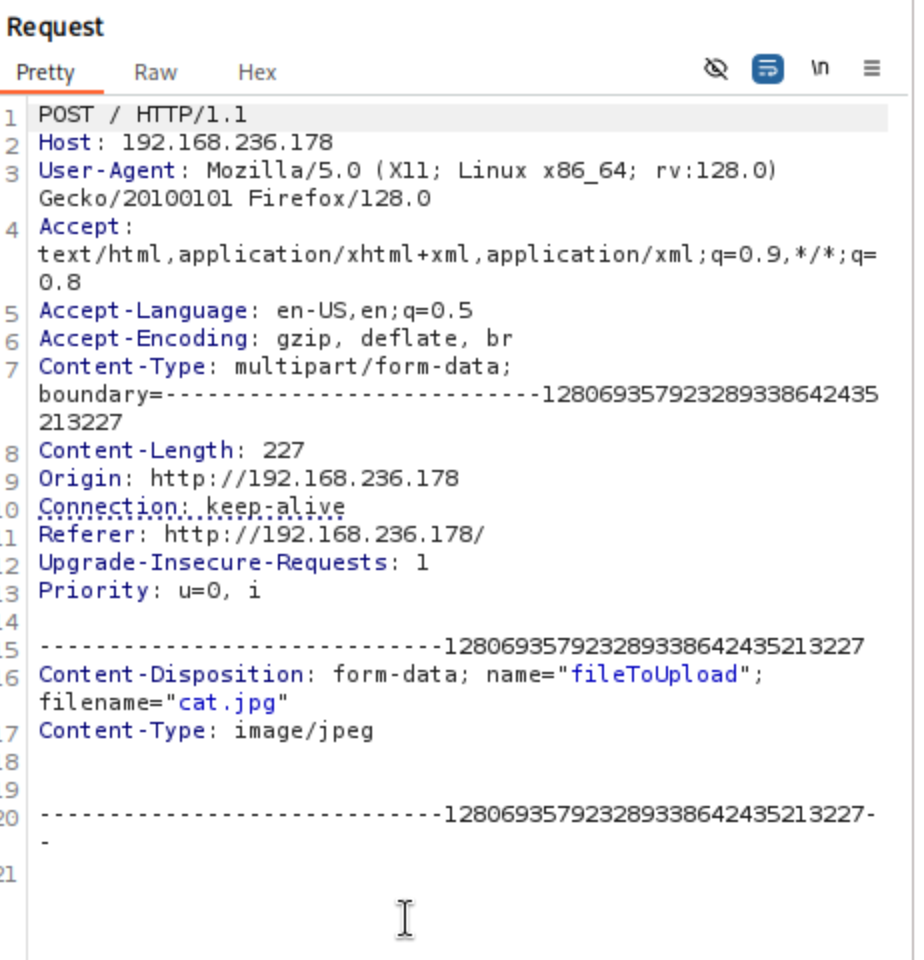 Request
Pretty Raw Hex
\n
1 POST / HTTP/1.1
2 Host: 192.168.236.178
3 User-Agent: Mozilla/5.0 (X11; Linux x86_64; rv:128.0)
Gecko/20100101 Firefox/128.0
4 Accept:
text/html,application/xhtml+xml,application/xml;q=0.9,*/*;q=
0.8
5 Accept-Language: en-US,en;q=0.5
6 Accept-Encoding: gzip, deflate, br
7 Content-Type: multipart/form-data;
boundary=---------------------------128069357923289338642435
213227
8 Content-Length: 227
9 Origin: http://192.168.236.178
10 Connection: keep-alive
11 Referer: http://192.168.236.178/
12 Upgrade-Insecure-Requests: 1
13 Priority: u=0, i
14
15 -----------------------------128069357923289338642435213227
16 Content-Disposition: form-data; name="fileToUpload";
filename="cat.jpg"
17 Content-Type: image/jpeg
18
19
20 -----------------------------128069357923289338642435213227-
-
21